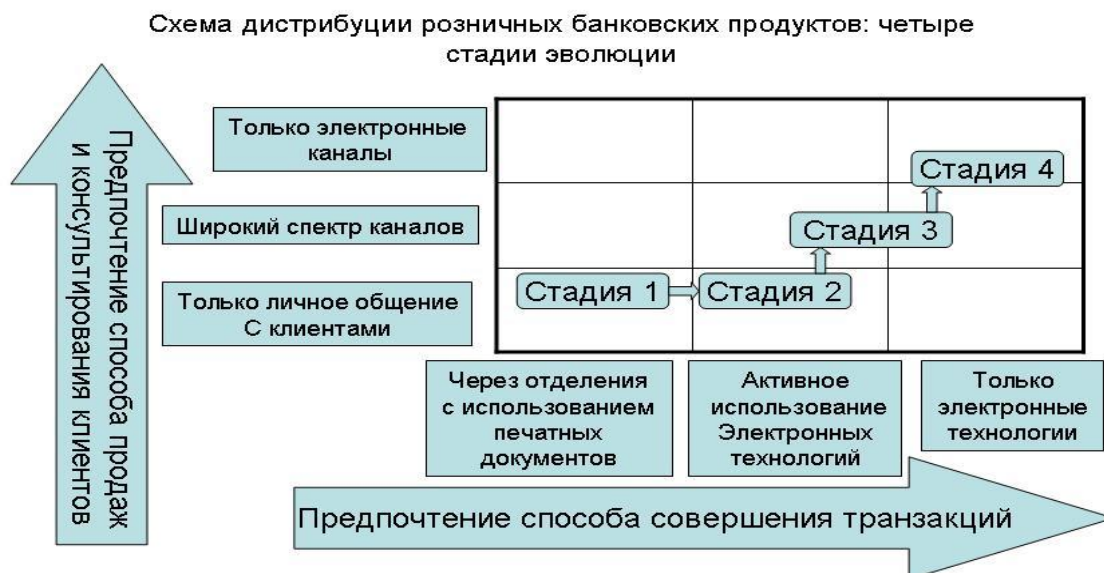 Схема дистрибуции розничных банковских продуктов: четыре
стадии эволюции
Предпочтение способа продаж
и консультирования клиентов
Только электронные
каналы
Широкий спектр каналов
Только личное общение
С клиентами
Стадия 4
Стадия 3
Стадия 1
Стадия 2
Через отделения
с использованием
печатных
документов
Активное
использование
Электронных
технологий
Только
электронные
технологии
Предпочтение способа совершения транзакций